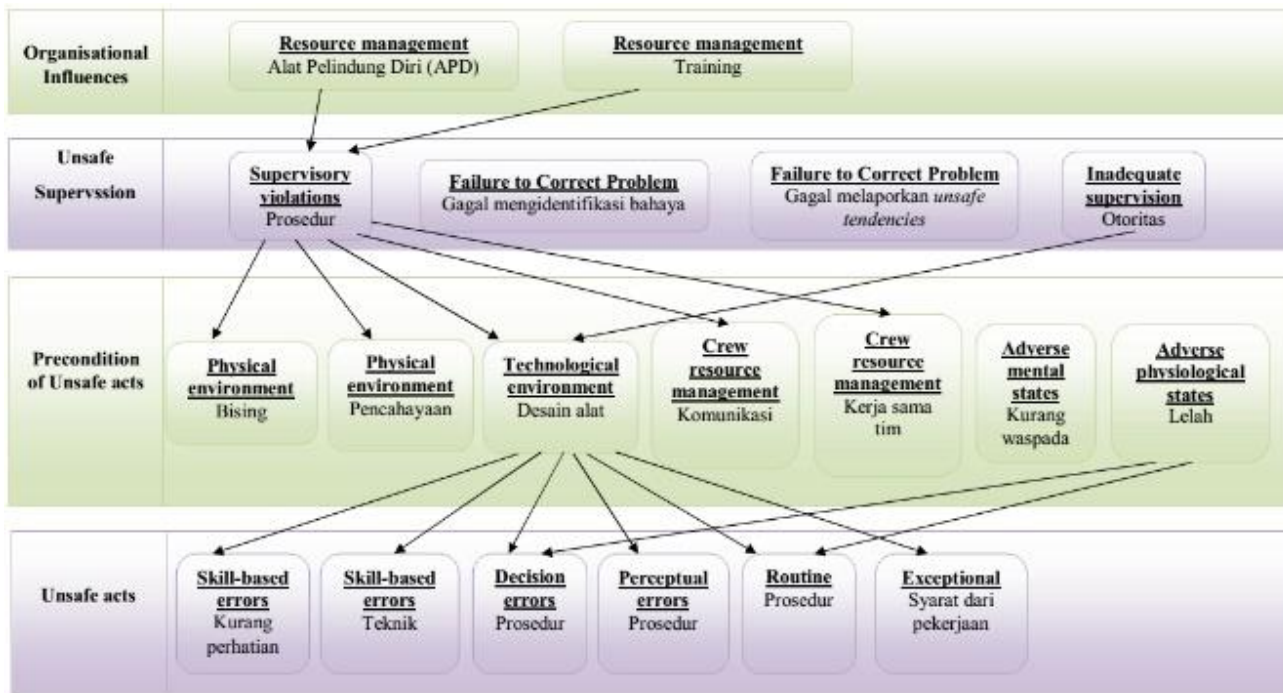 Organisational
Influences
Resource management
Alat Pelindung Diri (APD)
Resource management
Training
Unsafe
Supervssion
Supervisory
violations
Prosedur
Failure to Correct Problem
Gagal mengidentifikasi bahaya
Failure to Correct Problem
Gagal melaporkan unsafe
tendencies
Inadequate
supervision
Otoritas
Precondition
of Unsafe acts
Physical
environment
Bising
Physical
environment
Pencahayaan
Technological
environment
Desain alat
Crew
resource
management
Komunikasi
Crew
resource
management
Kerja sama
tim
Adverse
mental
states
Kurang
waspada
Adverse
physiological
states
Lelah
Unsafe acts
Skill-based
errors
Kurang
perhatian
Skill-based
errors
Teknik
Decision
errors
Prosedur
Perceptual
errors
Prosedur
Routine
Prosedur
Exceptional
Syarat dari
pekerjaan